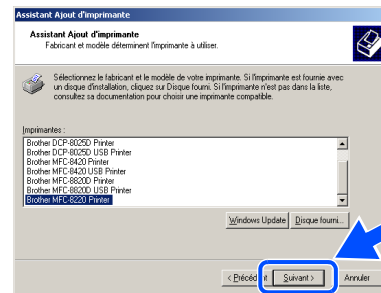 Assistant Ajout d'imprimante
Assistant Ajout d'imprimante
Fabricant et modèle déterminent l'imprimante à utiliser.
Sélectionnez le fabricant et le modèle de votre imprimante. Si l'imprimante est fournie avec
un disque d'installation, cliquez sur Disque fourni. Si l'imprimante n'est pas dans la liste,
consultez sa documentation pour choisir une imprimante compatible.
Imprimantes :
Brother DCP-8025D Printer
Brother DCP-8025D USB Printer
Brother MFC-8420 Printer
Brother MFC-8420 USB Printer
Brother MFC-8820D Printer
Brother MFC-8820D USB Printer
Brother MFC-8220 Printer
Windows Update
Disque fourni...
< Précédent
Suivant >
Annuler